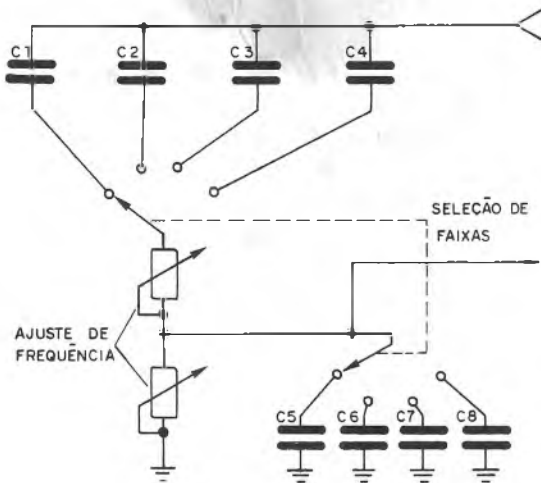 C1
C2
C3
C4
SELEÇÃO DE
FAIXAS
AJUSTE DE
FREQUÊNCIA
C5
C6
C7
C8